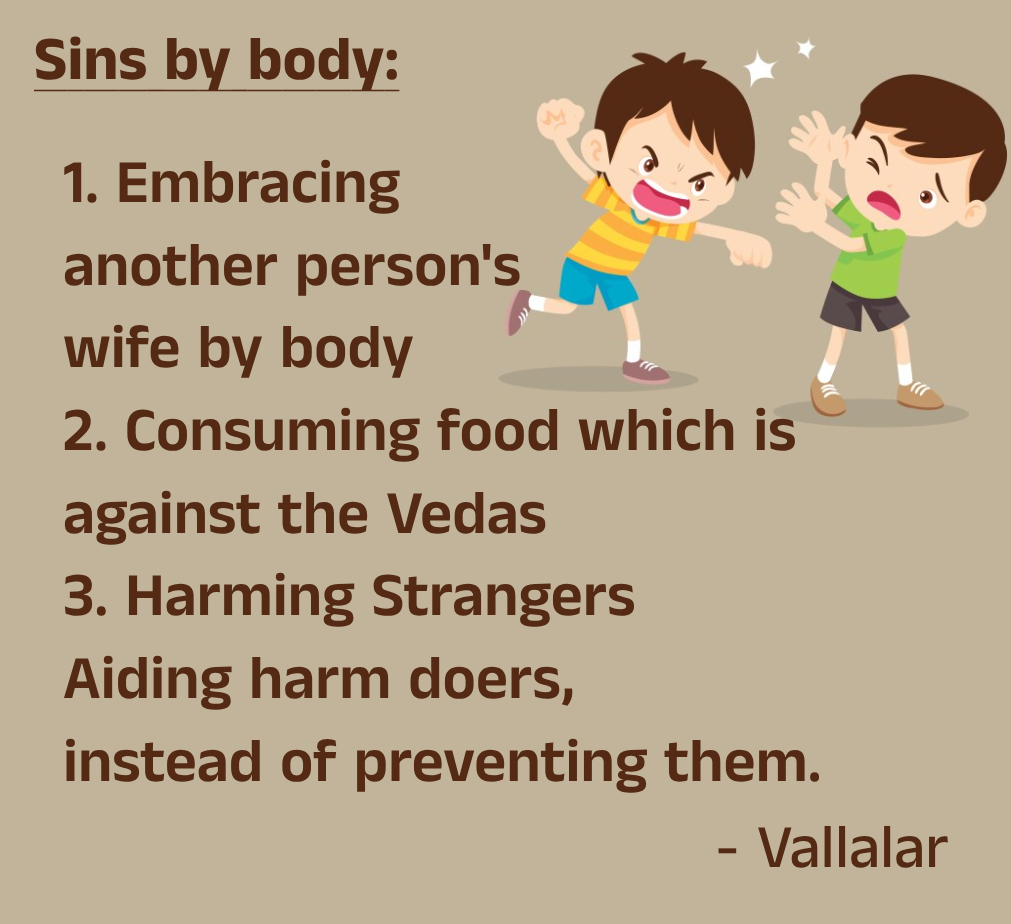 Sins by body:
1. Embracing
another person's
wife by body
2. Consuming food which is
against the Vedas
3. Harming Strangers
Aiding harm doers,
instead of preventing them.
- Vallalar